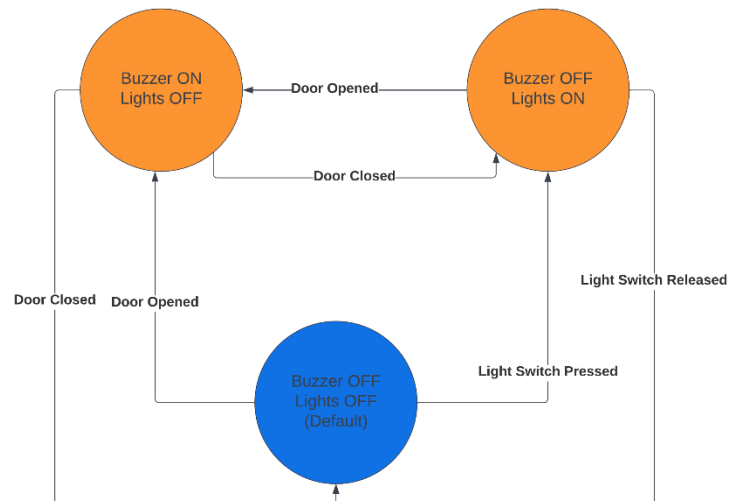 Buzzer ON
Lights OFF
Buzzer OFF
Lights ON
Door Opened
Door Closed
Light Switch Released
Door Closed
Door Opened
Light Switch Pressed
Buzzer OFF
Lights OFF
(Default)